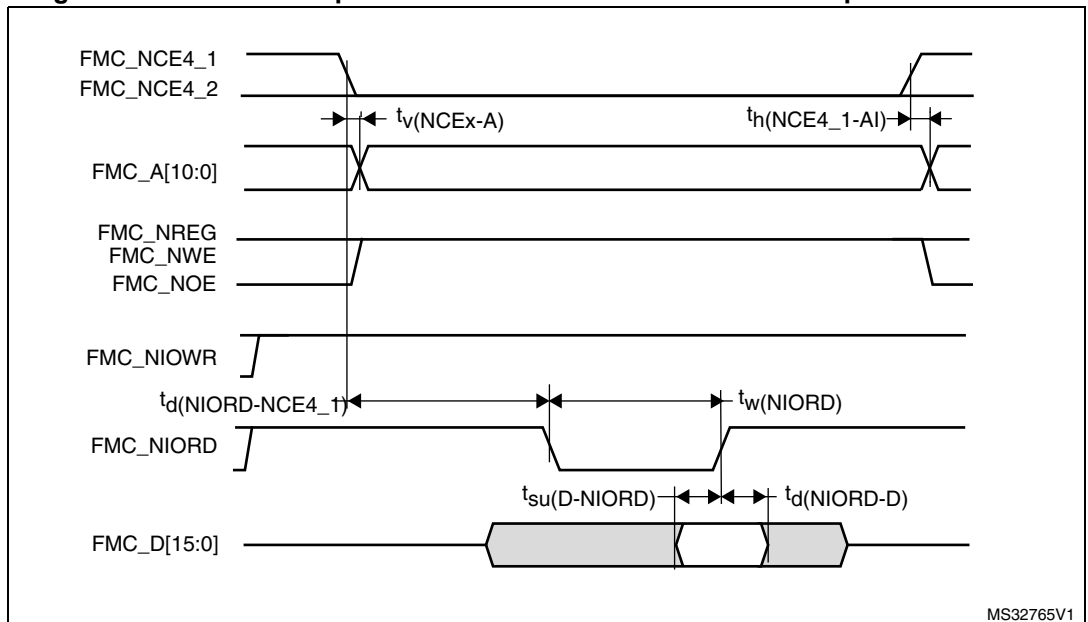 FMC_NCE4_1
FMC_NCE4_2
tv(NCEx-A)
th(NCE4_1-AI)
FMC_A[10:0]
FMC_NREG
FMC_NWE
FMC_NOE
FMC_NIOWR
td(NIORD-NCE4_1)
tw(NIORD)
FMC_NIORD
tsu(D-NIORD)
td(NIORD-D)
FMC_D[15:0]
MS32765V1